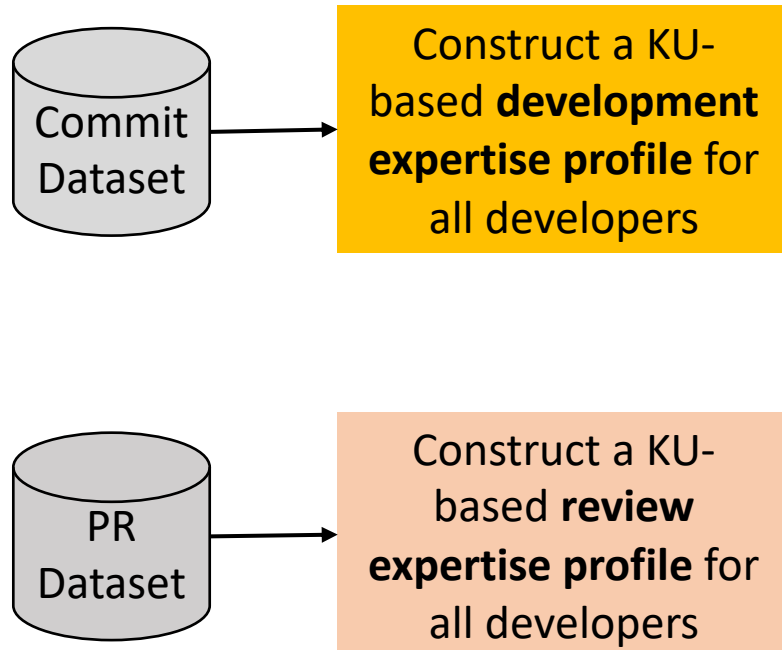 Commit
Dataset
Construct a KU-
based development
expertise profile for
all developers
PR
Dataset
Construct a KU-
based review
expertise profile for
all developers